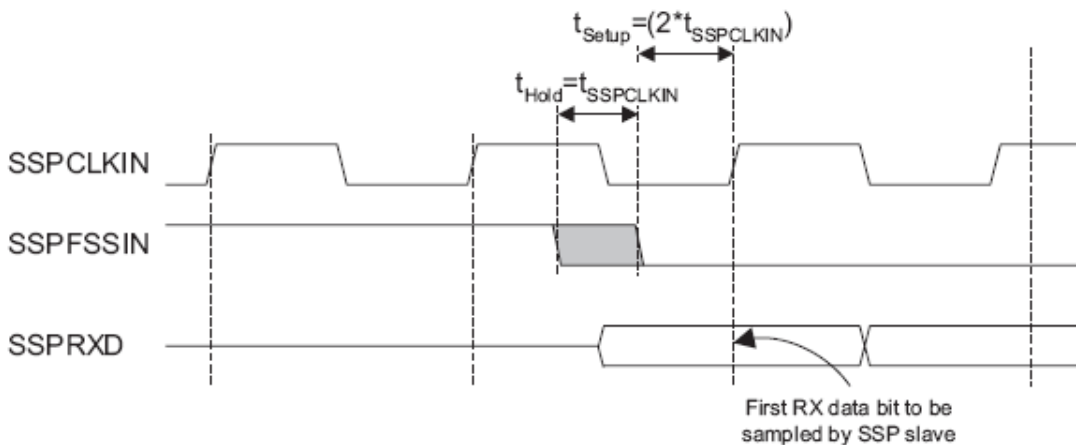 tSetup=(2*tSSPCLKIN)
tHold=tSSPCLKIN
SSPCLKIN
SSPFSSIN
SSPRXD
First RX data bit to be
sampled by SSP slave